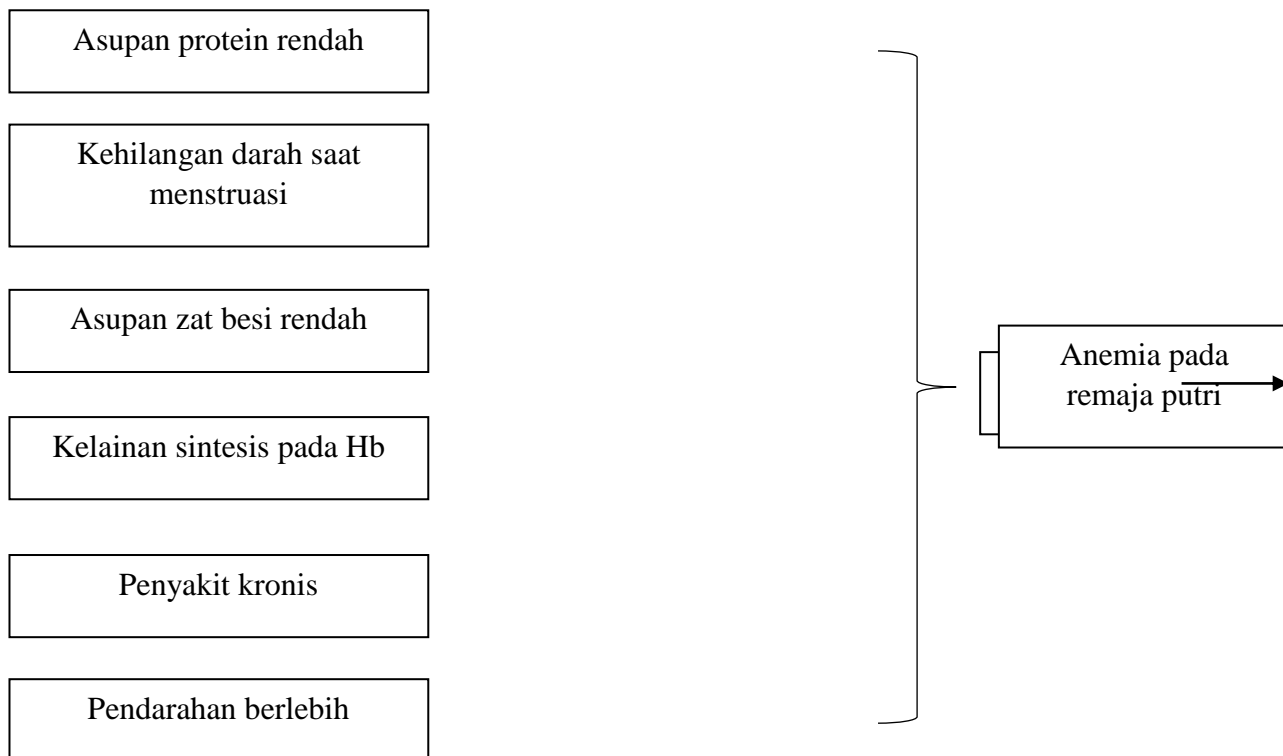 Asupan protein rendah
Kehilangan darah saat
menstruasi
Asupan zat besi rendah
Anemia pada
remaja putri
Kelainan sintesis pada Hb
Penyakit kronis
Pendarahan berlebih